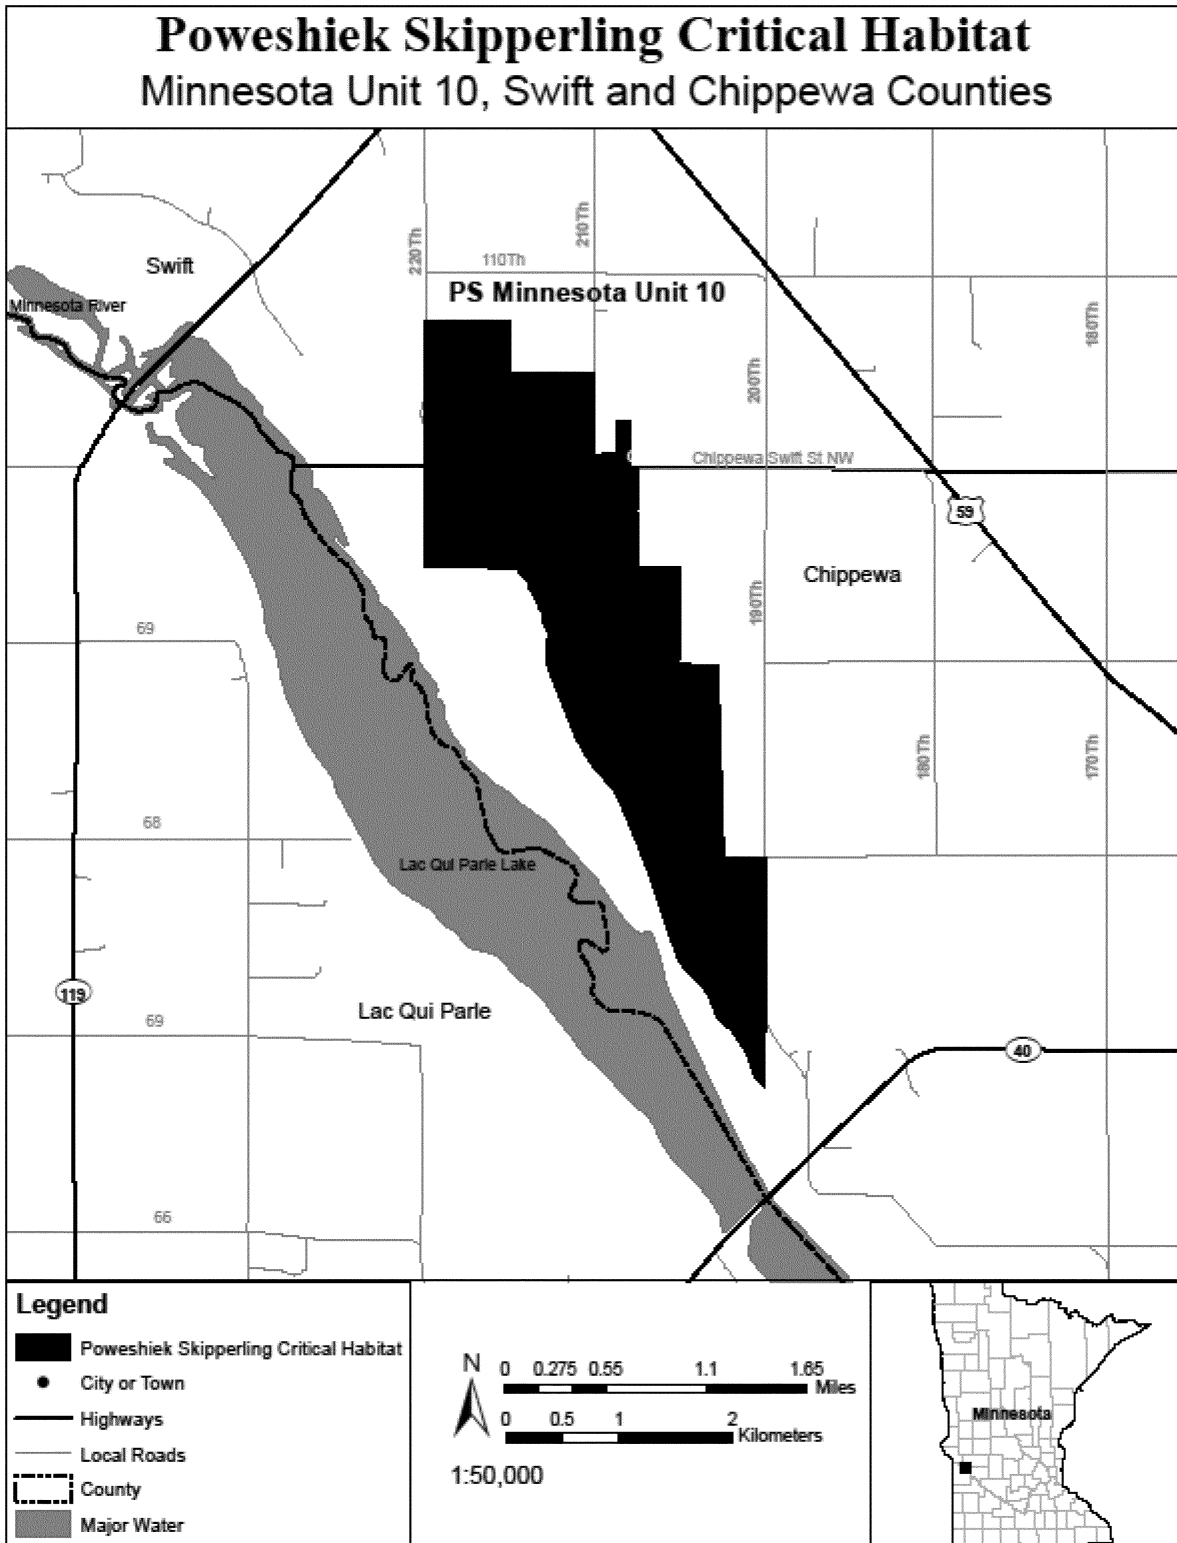 Poweshiek Skipperling Critical Habitat
Minnesota Unit 10, Swift and Chippewa Counties
210Th
220Th
110Th
Swift
PS Minnesota Unit 10
Minnesota River
180Th
200Th
Chippewa Swift St NW
59
Chippewa
190Th
69
180Th
170Th
68
Lac Qui Parle Lake
119
Lac Qui Parle
69
40
66
Legend
Poweshiek Skipperling Critical Habitat
City or Town
Highways
Local Roads
County
Major Water
N
0 0.275 0.55 1.1 1.65
Miles
0 0.5 1 2
Kilometers
1:50,000
Minnesota